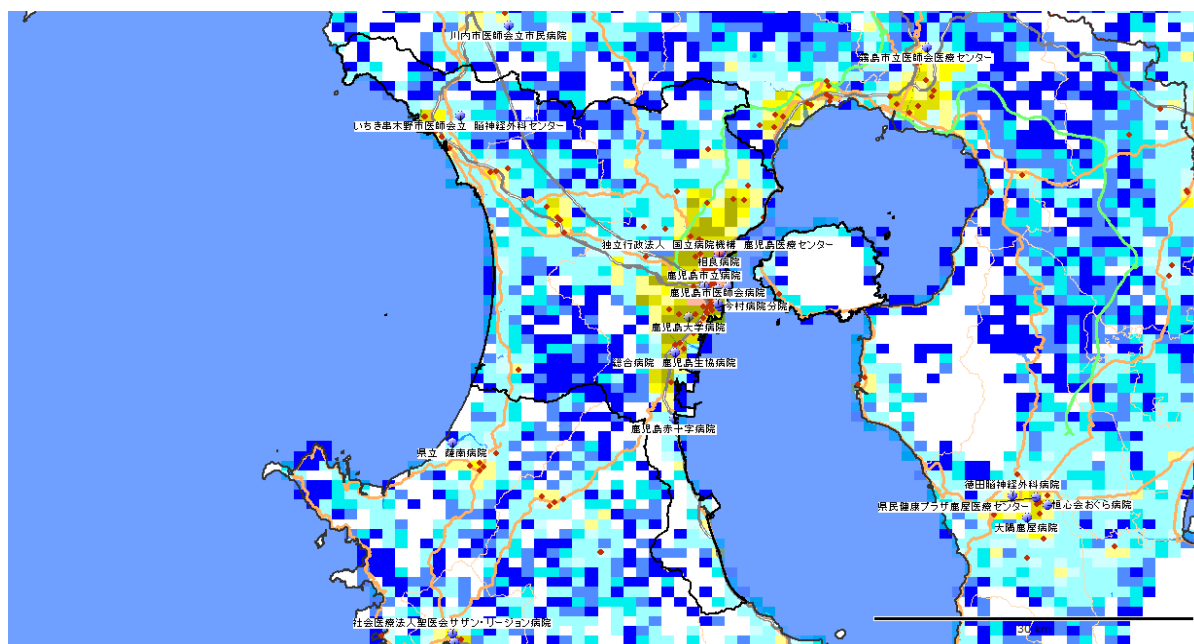 川内市医師会立市民病院
霧島市立医師会医療センター
いちき串木野市医師会立 脳神経外科センター
独立行政法人 国立病院機構 鹿児島医療センター
相良病院
鹿児島市立病院
鹿児島市医師会病院
今村病院分院
鹿児島大学病院
総合病院 鹿児島生協病院
鹿児島赤十字病院
県立 薩南病院
徳田脳神経外科病院
県民健康プラザ鹿屋医療センター
恒心会おぐら病院
大隅鹿屋病院
社会医療法人聖医会サザン・リージョン病院